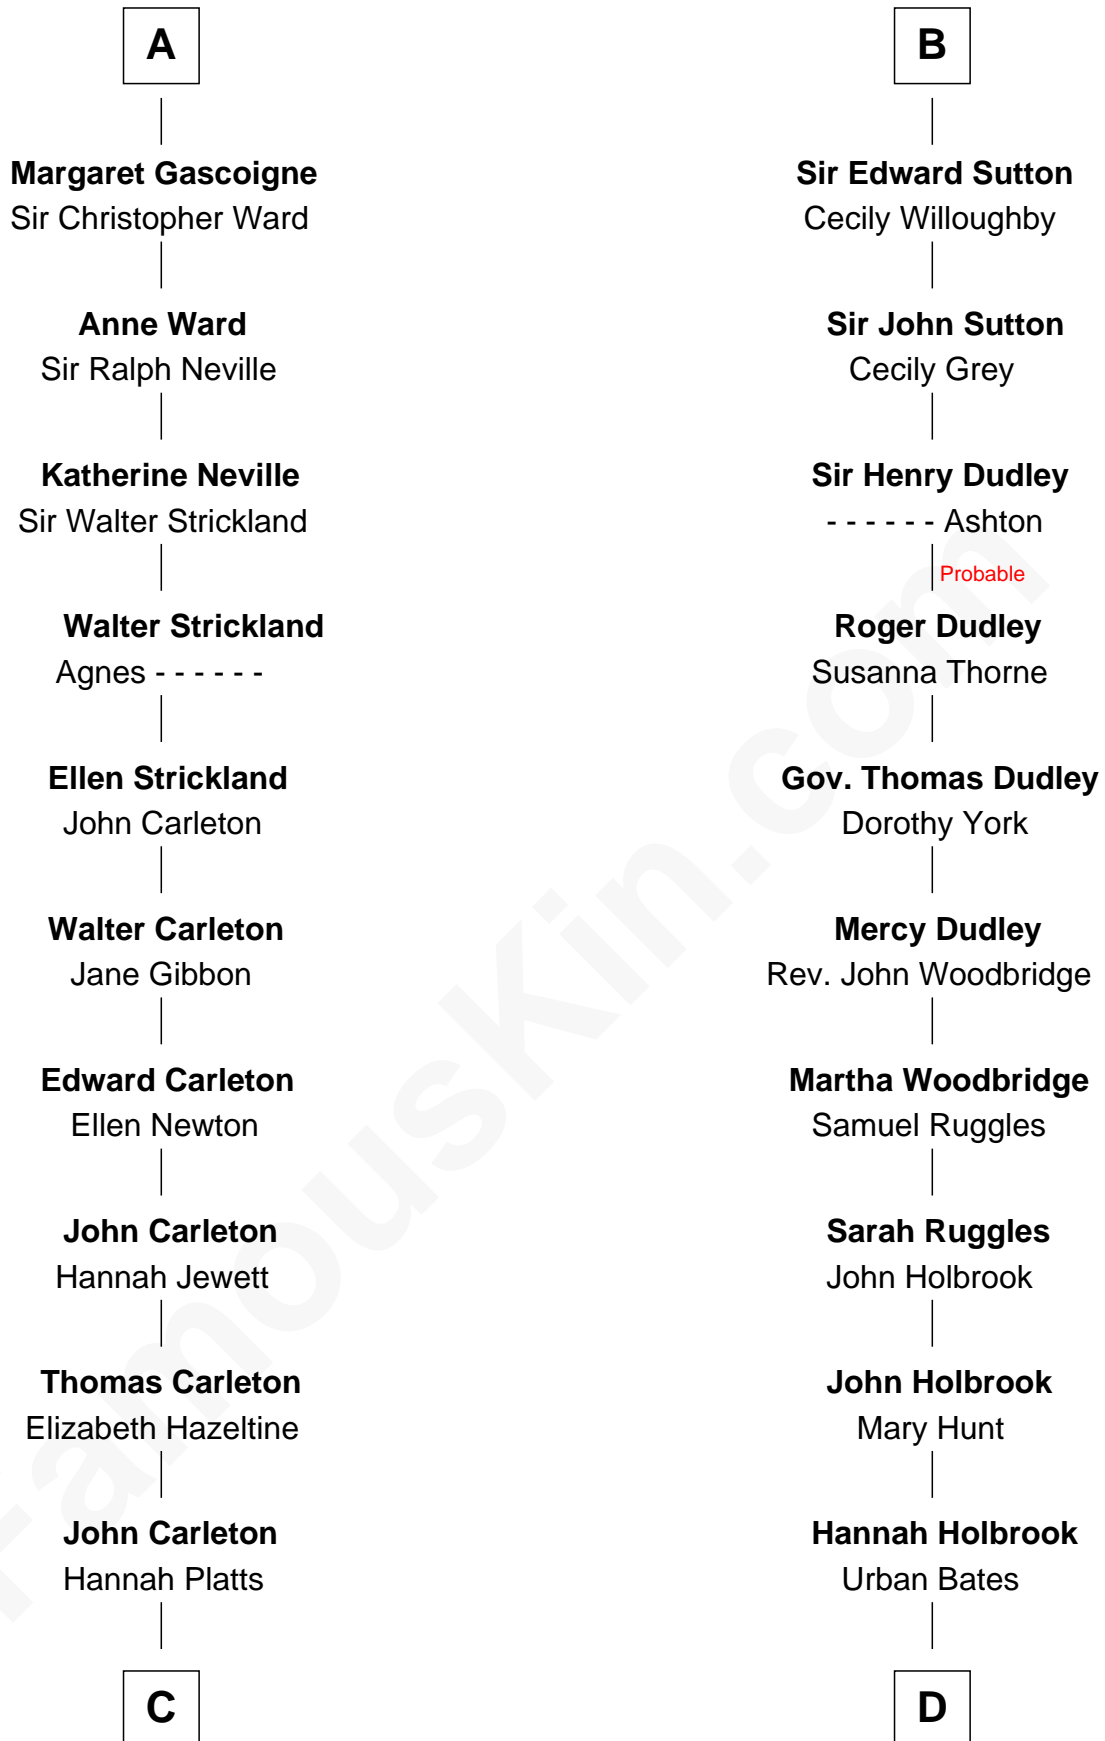 A
Margaret Gascoigne
Sir Christopher Ward
Anne Ward
Sir Ralph Neville
Katherine Neville
Sir Walter Strickland
Walter Strickland
Agnes - - - - - -
Ellen Strickland
John Carleton
Walter Carleton
Jane Gibbon
Edward Carleton
Ellen Newton
John Carleton
Hannah Jewett
Thomas Carleton
Elizabeth Hazeltine
John Carleton
Hannah Platts
C
B
Sir Edward Sutton
Cecily Willoughby
Sir John Sutton
Cecily Grey
Sir Henry Dudley
- - - - - - Ashton
Probable
Roger Dudley
Susanna Thorne
Gov. Thomas Dudley
Dorothy York
Mercy Dudley
Rev. John Woodbridge
Martha Woodbridge
Samuel Ruggles
Sarah Ruggles
John Holbrook
John Holbrook
Mary Hunt
Hannah Holbrook
Urban Bates
D
FamousKin.com